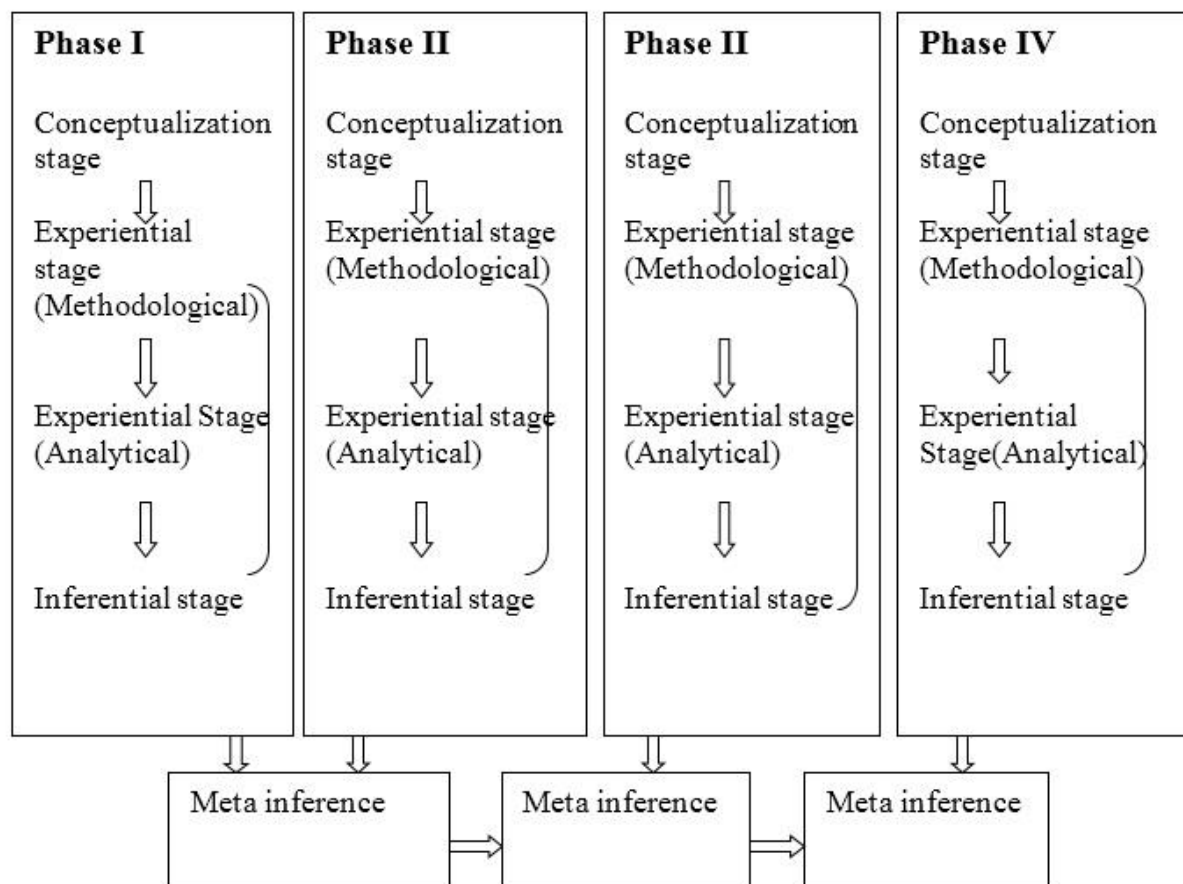 Phase I
Conceptualization
stage
Experiential
stage
(Methodological)
Experiential Stage
(Analytical)
Inferential stage
Phase II
Conceptualization
stage
Experiential stage
(Methodological)
Experiential stage
(Analytical)
Inferential stage
Phase II
Conceptualization
stage
Experiential stage
(Methodological)
Experiential stage
(Analytical)
Inferential stage
Phase IV
Conceptualization
stage
Experiential stage
(Methodological)
Experiential
Stage(Analytical)
Inferential stage
Meta inference
Meta inference
Meta inference